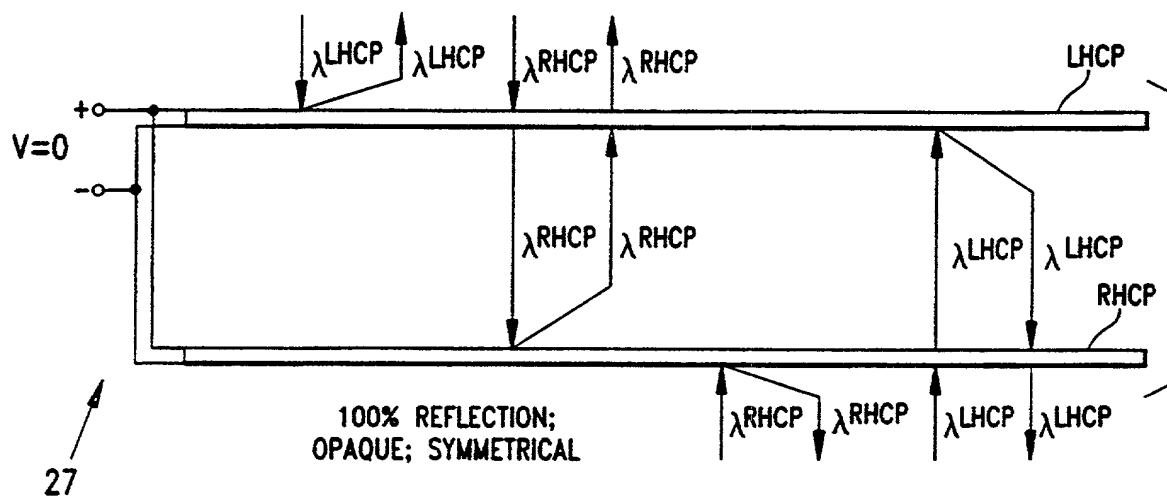 λLHCP
λLHCP
λRHCP
λRHCP
LHCP
+
V=0
-
λRHCP
λRHCP
λLHCP
λLHCP
RHCP
100% REFLECTION;
OPAQUE; SYMMETRICAL
λRHCP
λRHCP
λLHCP
λLHCP
27